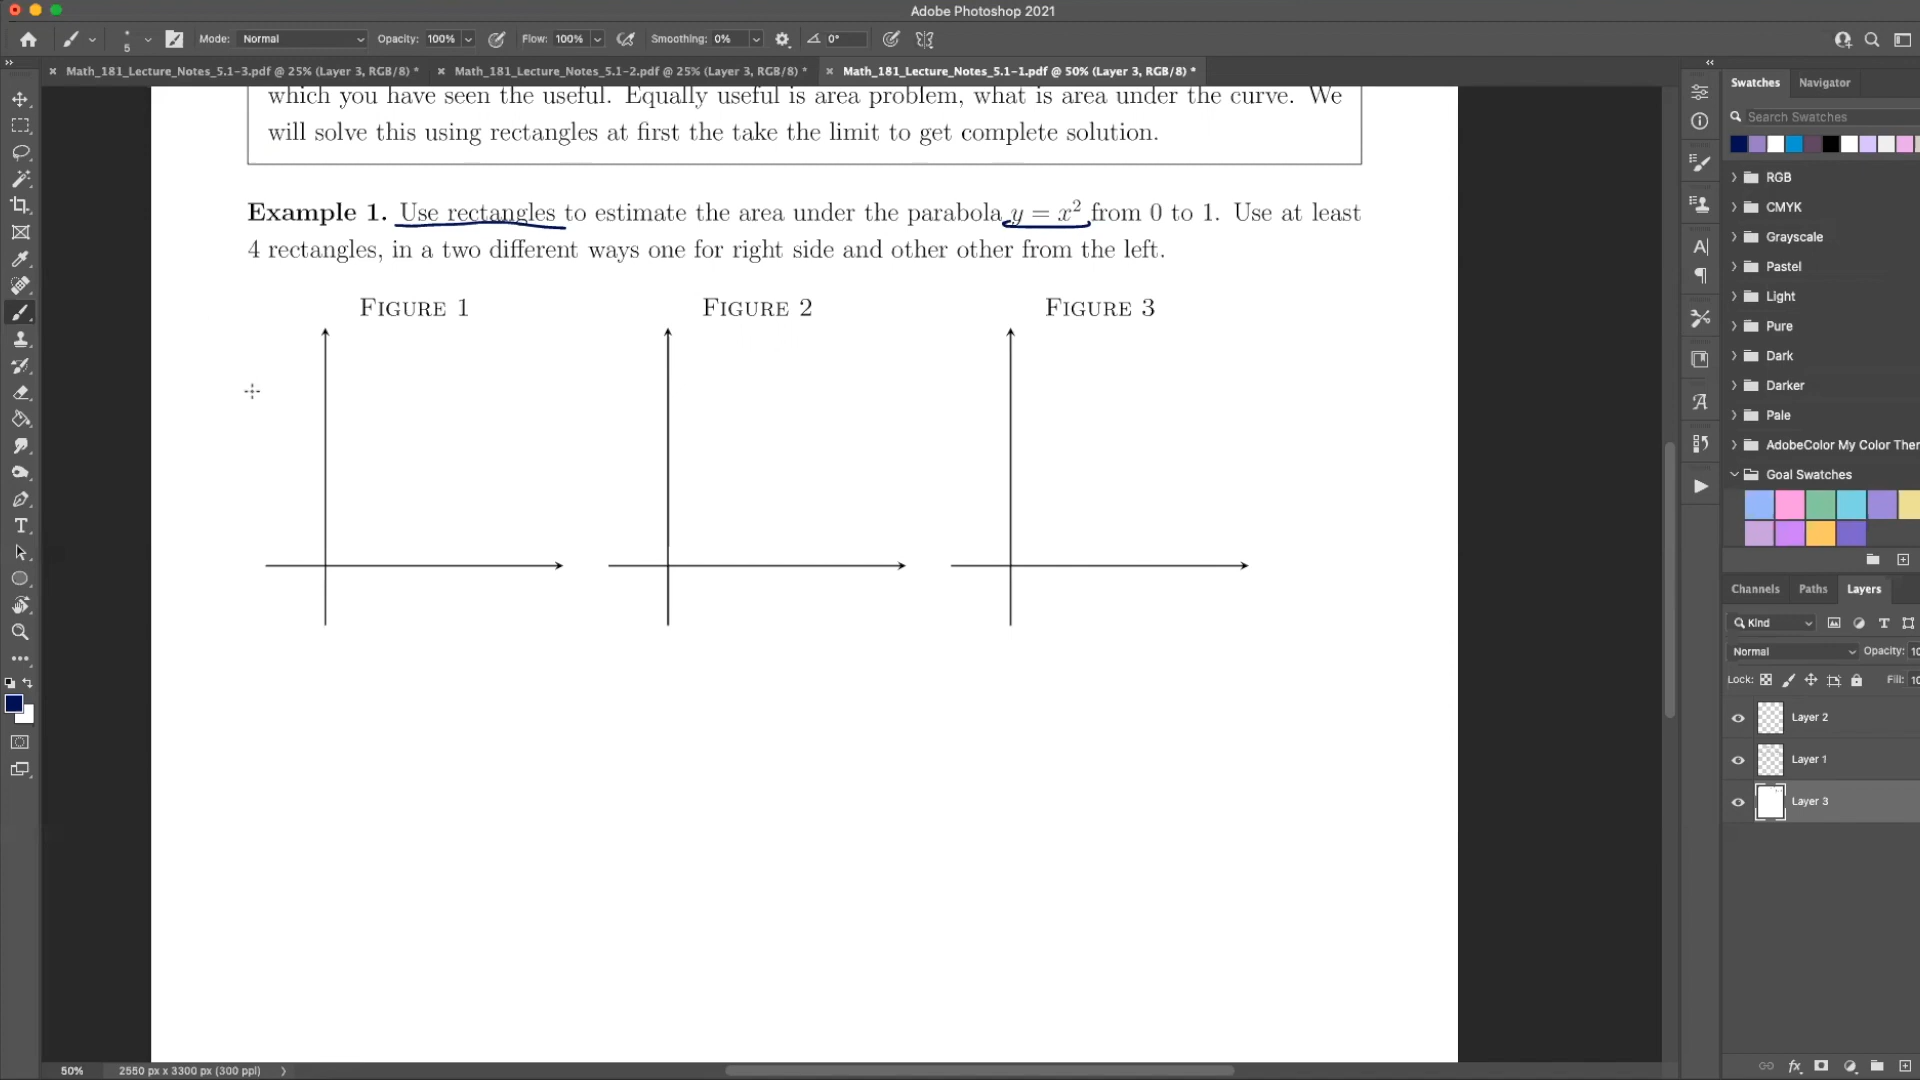 Adobe Photoshop 2021
5 Mode: Normal Opacity: 100% Flow: 100% Smoothing: 0% 0°
Math_181_Lecture_Notes_5.1-3.pdf @ 25% (Layer 3, RGB/8) * Math_181_Lecture_Notes_5.1-2.pdf @ 25% (Layer 3, RGB/8) * Math_181_Lecture_Notes_5.1-1.pdf @ 50% (Layer 3, RGB/8) *
which you have seen the useful. Equally useful is area problem, what is area under the curve. We
will solve this using rectangles at first the take the limit to get complete solution.
Example 1. Use rectangles to estimate the area under the parabola y = x² from 0 to 1. Use at least
4 rectangles, in a two different ways one for right side and other other from the left.
Figure 1 Figure 2 Figure 3
Swatches Navigator
Search Swatches
RGB
CMYK
Grayscale
Pastel
Light
Pure
Dark
Darker
Pale
AdobeColor My Color Ther
Goal Swatches
Channels Paths Layers
Kind
Normal Opacity: 10
Lock: Fill: 10
Layer 2
Layer 1
Layer 3
50% 2550 px x 3300 px (300 ppi)